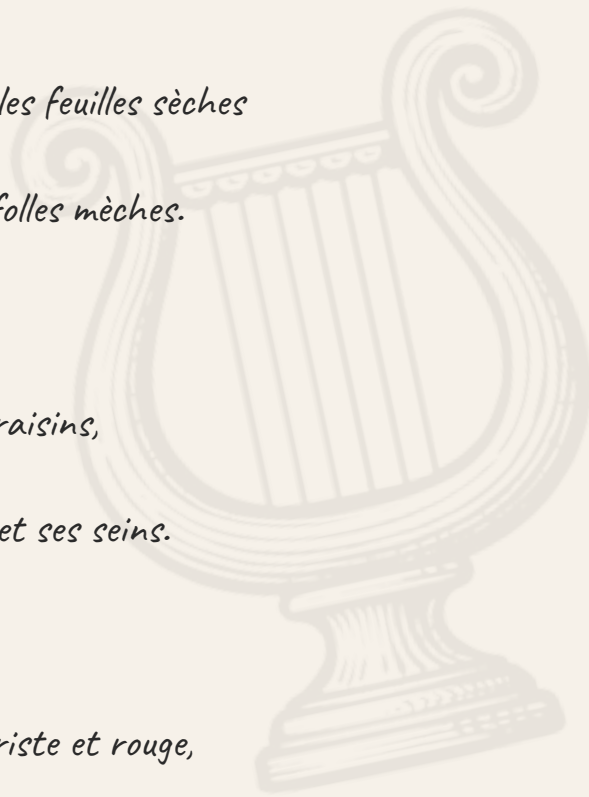 les feuilles sèches
folles mèches.
raisins,
et ses seins.
riste et rouge,